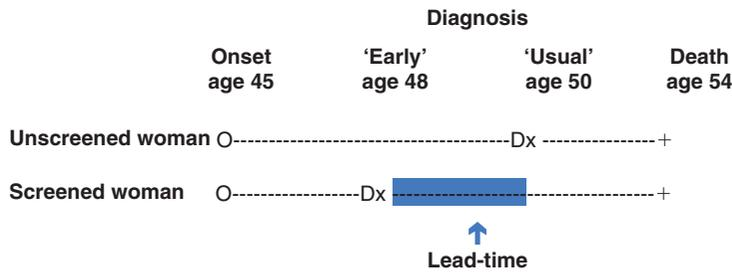 Diagnosis
Onset ‘Early’ ‘Usual’ Death
age 45 age 48 age 50 age 54
Unscreened woman O---------------------------------------Dx ----------------+
Screened woman O------------------Dx -------------------------------------+
Lead-time